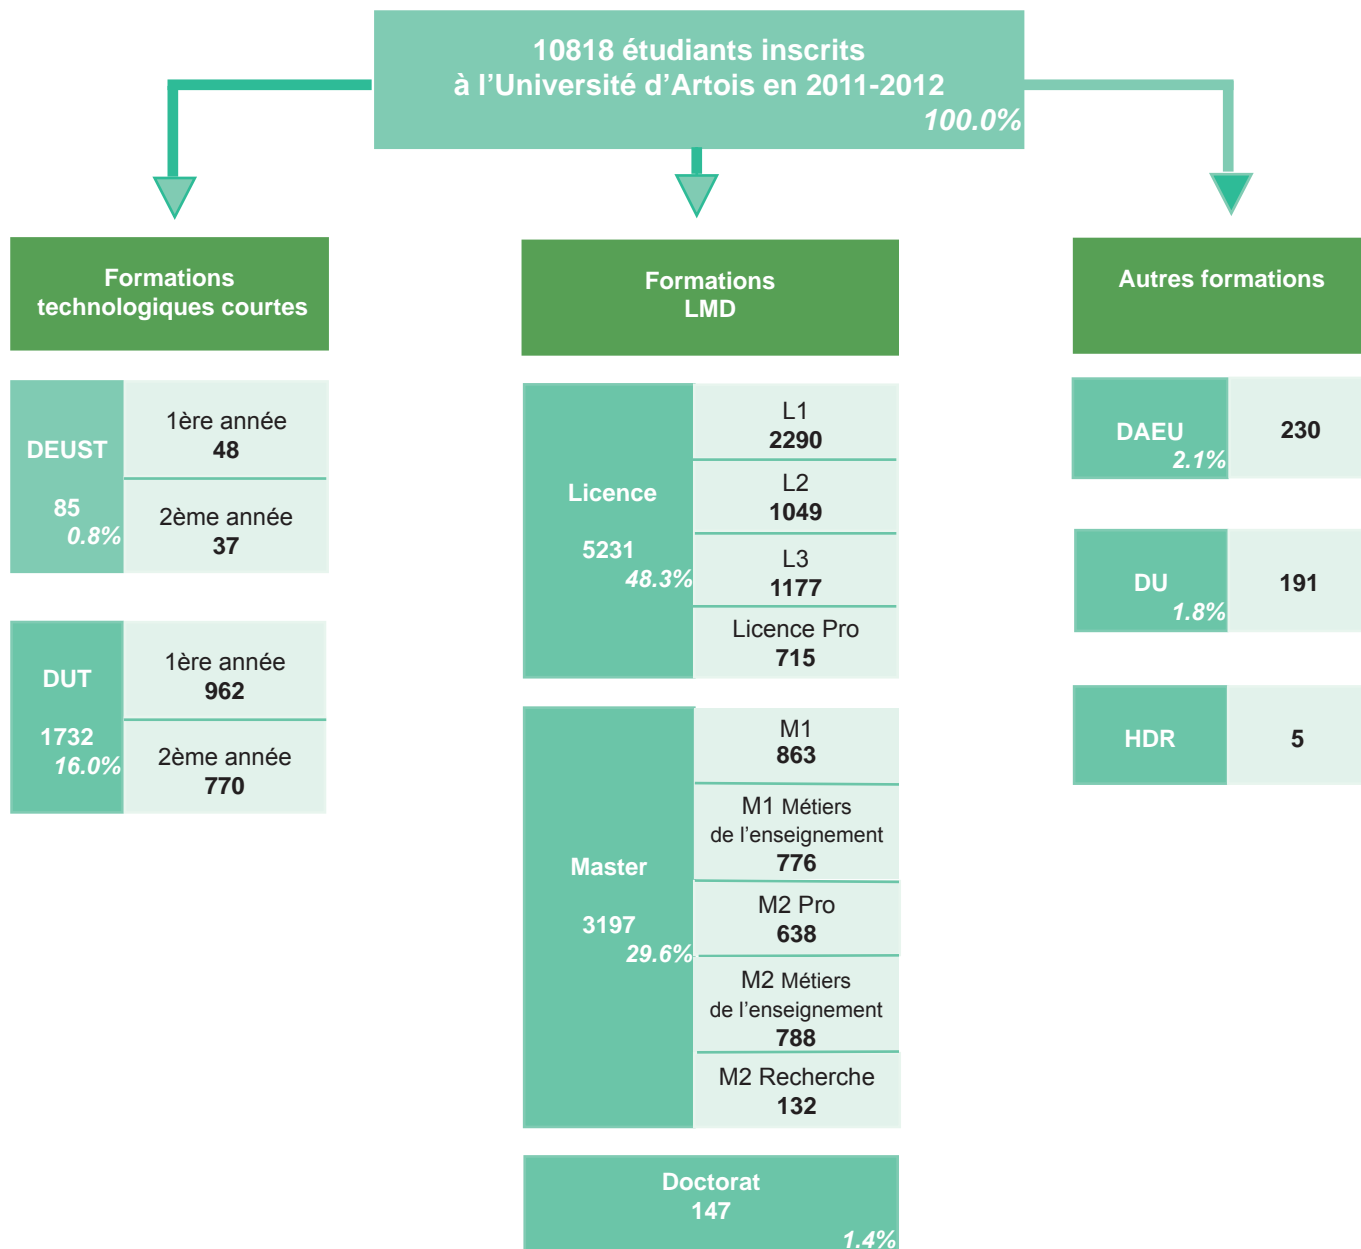 10818 étudiants inscrits
à l'Université d'Artois en 2011-2012
100.0%
Formations
technologiques courtes
DEUST
85
0.8%
1ère année
48
2ème année
37
DUT
1732
16.0%
1ère année
962
2ème année
770
Formations
LMD
Licence
5231
48.3%
L1
2290
L2
1049
L3
1177
Licence Pro
715
Master
3197
29.6%
M1
863
M1 Métiers
de l'enseignement
776
M2 Pro
638
M2 Métiers
de l'enseignement
788
M2 Recherche
132
Doctorat
147
1.4%
Autres formations
DAEU
2.1%
230
DU
1.8%
191
HDR
5